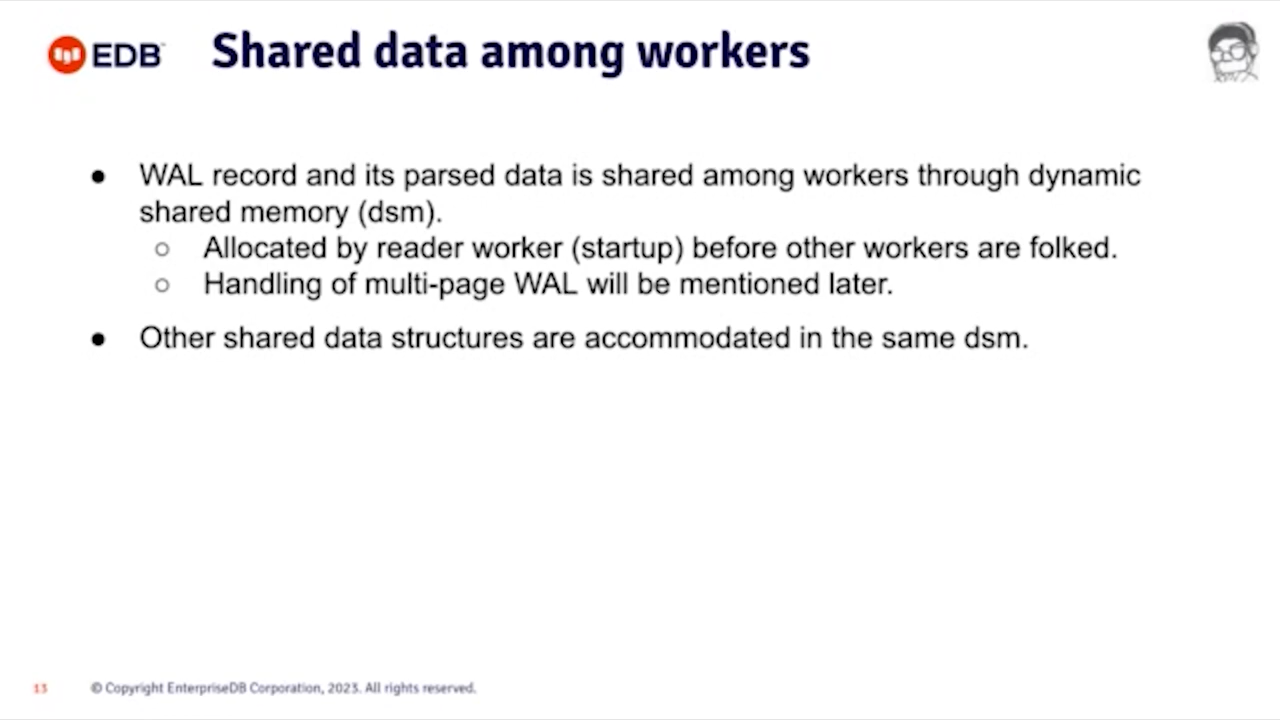 EDB
Shared data among workers
● WAL record and its parsed data is shared among workers through dynamic
shared memory (dsm).
○ Allocated by reader worker (startup) before other workers are folked.
○ Handling of multi-page WAL will be mentioned later.
● Other shared data structures are accommodated in the same dsm.
13
© Copyright EnterpriseDB Corporation, 2023. All rights reserved.